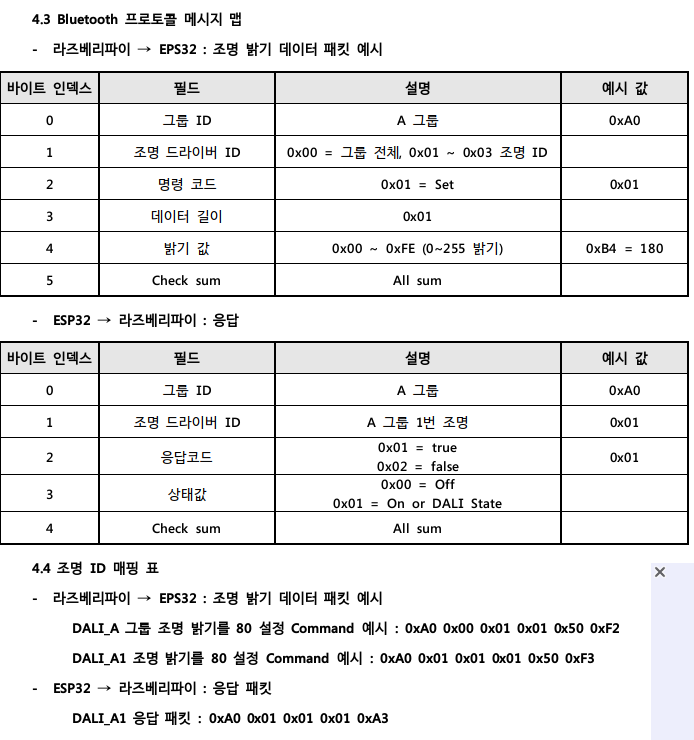 4.3 Bluetooth 프로토콜 메시지 맵
- 라즈베리파이 → EPS32 : 조명 밝기 데이터 패킷 예시
바이트 인덱스 필드 설명 예시 값
0 그룹 ID A 그룹 0xA0
1 조명 드라이버 ID 0x00 = 그룹 전체, 0x01 ~ 0x03 조명 ID
2 명령 코드 0x01 = Set 0x01
3 데이터 길이 0x01
4 밝기 값 0x00 ~ 0xFE (0~255 밝기) 0xB4 = 180
5 Check sum All sum
- ESP32 → 라즈베리파이 : 응답
바이트 인덱스 필드 설명 예시 값
0 그룹 ID A 그룹 0xA0
1 조명 드라이버 ID A 그룹 1번 조명 0x01
2 응답코드 0x01 = true
0x02 = false 0x01
3 상태값 0x00 = Off
0x01 = On or DALI State
4 Check sum All sum
4.4 조명 ID 매핑 표
- 라즈베리파이 → EPS32 : 조명 밝기 데이터 패킷 예시
DALI_A 그룹 조명 밝기를 80 설정 Command 예시 : 0xA0 0x00 0x01 0x01 0x50 0xF2
DALI_A1 조명 밝기를 80 설정 Command 예시 : 0xA0 0x01 0x01 0x01 0x50 0xF3
- ESP32 → 라즈베리파이 : 응답 패킷
DALI_A1 응답 패킷 : 0xA0 0x01 0x01 0x01 0xA3